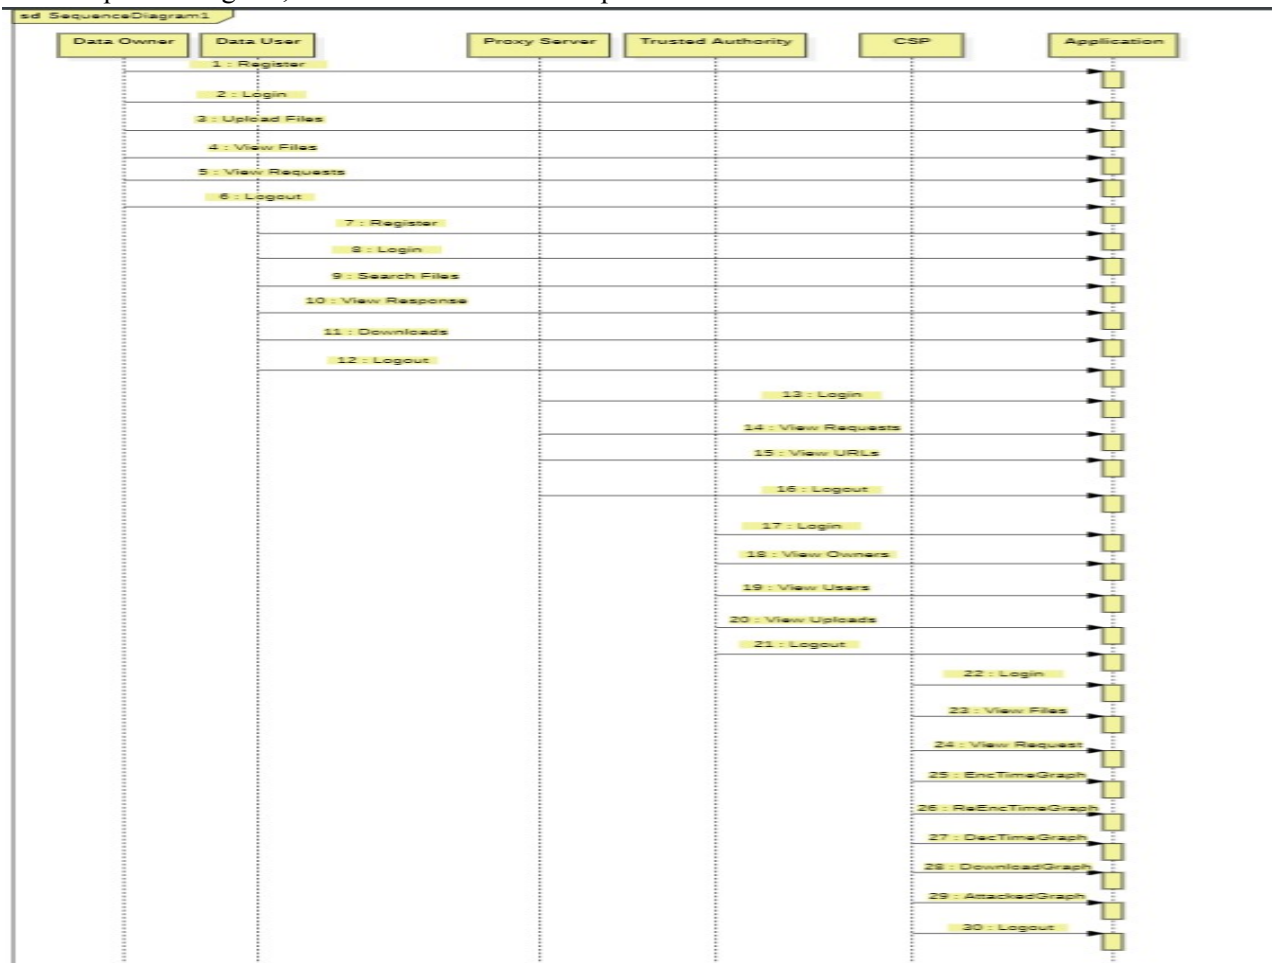 sd SequenceDiagram1
Data Owner
Data User
Proxy Server
Trusted Authority
CSP
Application
1 : Register
2 : Login
3 : Upload Files
4 : View Files
5 : View Requests
6 : Logout
7 : Register
8 : Login
9 : Search Files
10 : View Response
11 : Downloads
12 : Logout
13 : Login
14 : View Requests
15 : View URLs
16 : Logout
17 : Login
18 : View Owners
19 : View Users
20 : View Uploads
21 : Logout
22 : Login
23 : View Files
24 : View Request
25 : EncTimeGraph
26 : ReEncTimeGraph
27 : DecTimeGraph
28 : DownloadGraph
29 : AttackedGraph
30 : Logout